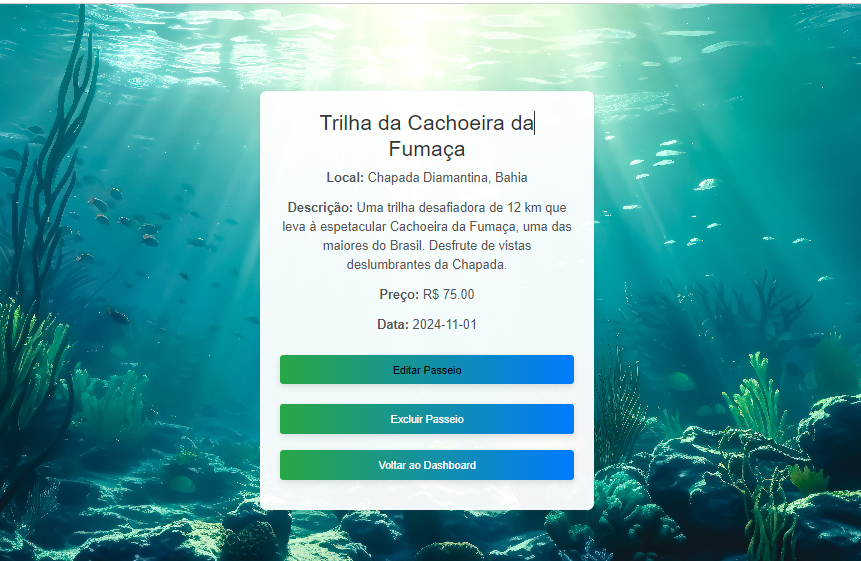 Trilha da Cachoeira da
Fumaça
Local: Chapada Diamantina, Bahia
Descrição: Uma trilha desafiadora de 12 km que
leva à espetacular Cachoeira da Fumaça, uma das
maiores do Brasil. Desfrute de vistas
deslumbrantes da Chapada.
Preço: R$ 75.00
Data: 2024-11-01
Editar Passeio
Excluir Passeio
Voltar ao Dashboard